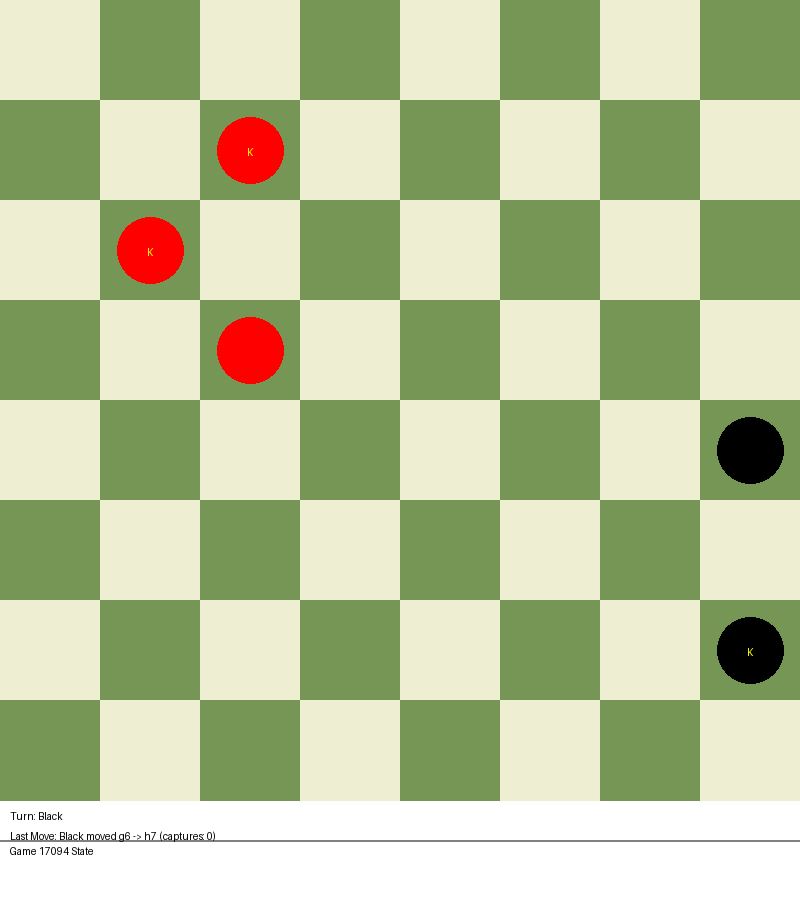 K
K
K
Turn: Black
Last Move: Black moved g6 -> h7 (captures: 0)
Game 17094 State